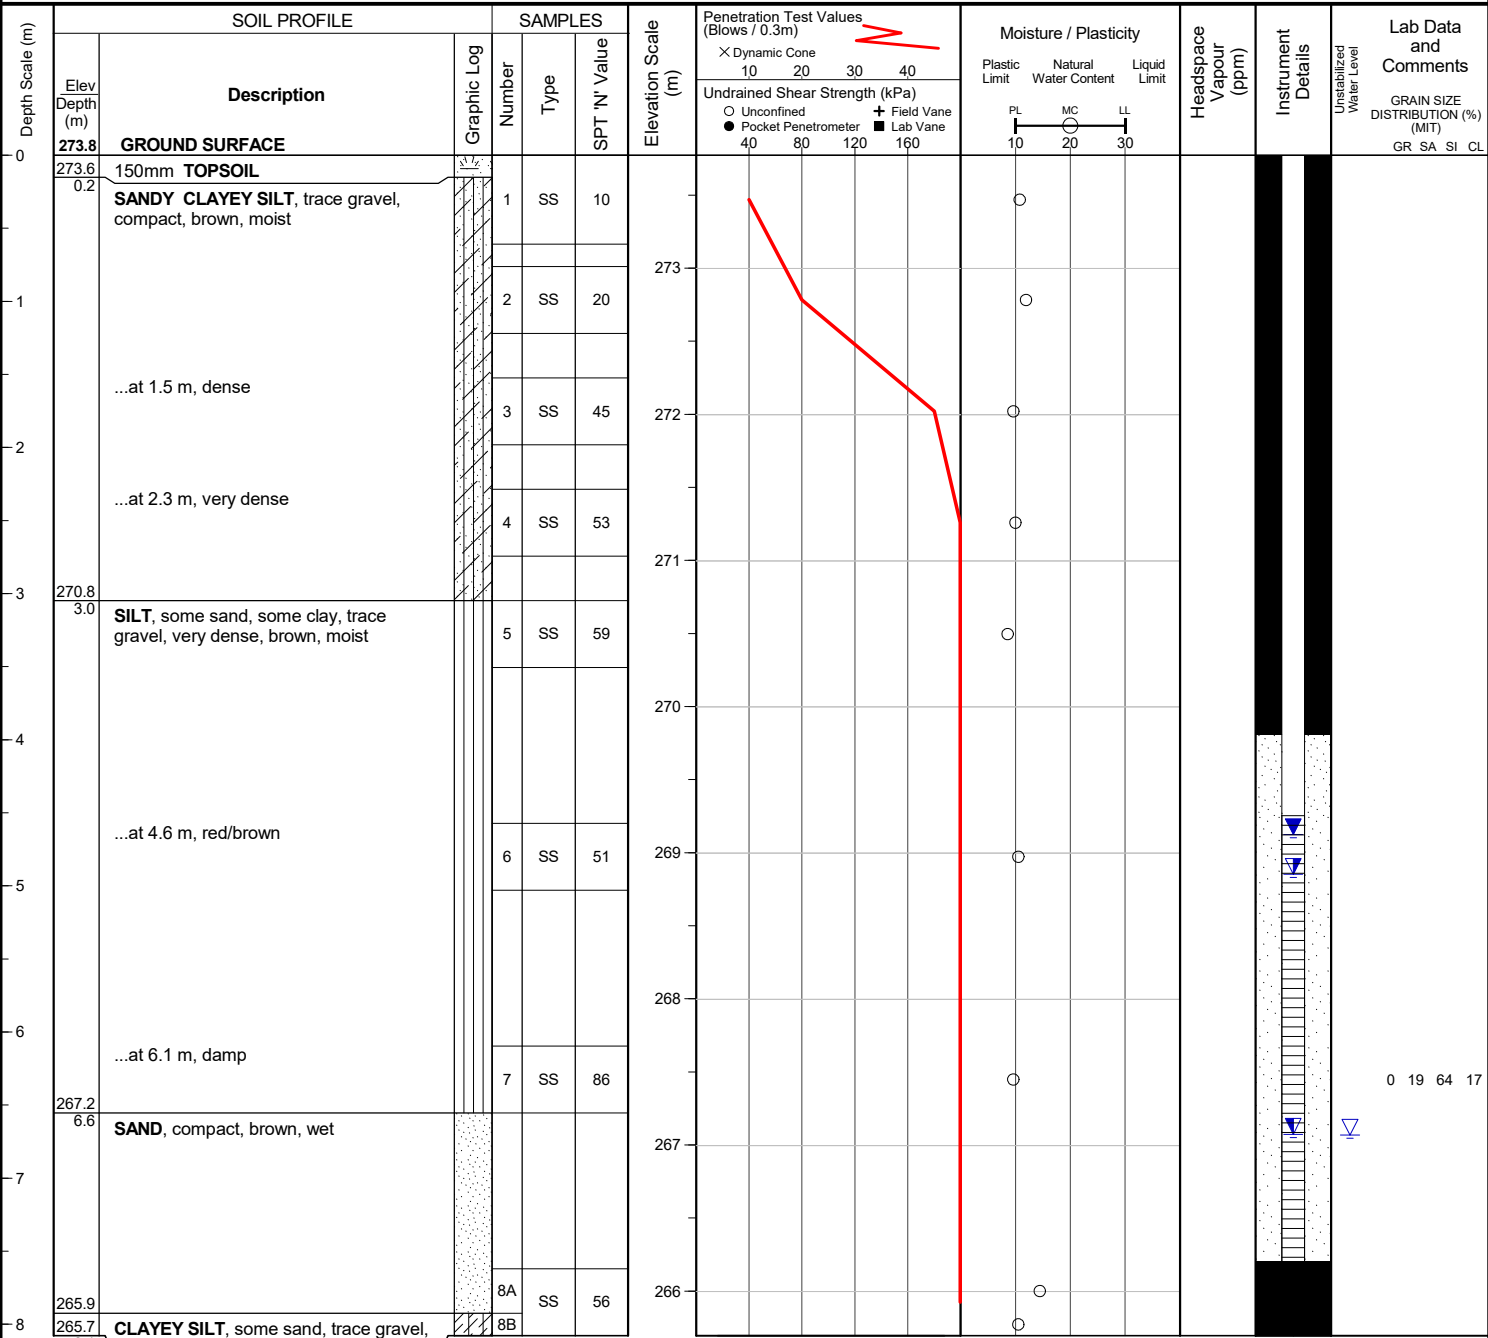 SOIL PROFILE
SAMPLES
Depth Scale (m)
Elev
Depth
(m)
Description
Graphic Log
Number
Type
SPT 'N' Value
Elevation Scale
(m)
Penetration Test Values
(Blows / 0.3m)
× Dynamic Cone
10 20 30 40
Undrained Shear Strength (kPa)
Unconfined + Field Vane
Pocket Penetrometer Lab Vane
40 80 120 160
Moisture / Plasticity
Plastic
Limit
Natural
Water Content
Liquid
Limit
PL MC LL
10 20 30
Headspace
Vapour
(ppm)
Instrument
Details
Unstabilized
Water Level
Lab Data
and
Comments
GRAIN SIZE
DISTRIBUTION (%)
(MIT)
GR SA SI CL
273.8 GROUND SURFACE
0
273.6 150mm TOPSOIL
0.2
SANDY CLAYEY SILT, trace gravel,
compact, brown, moist
1 SS 10
273
1
2 SS 20
...at 1.5 m, dense
3 SS 45
272
2
...at 2.3 m, very dense
4 SS 53
271
3
270.8
3.0
SILT, some sand, some clay, trace
gravel, very dense, brown, moist
5 SS 59
270
4
...at 4.6 m, red/brown
6 SS 51
269
5
268
6
...at 6.1 m, damp
7 SS 86
0 19 64 17
267.2
6.6
SAND, compact, brown, wet
267
7
8A
SS 56
266
265.9
8
265.7 CLAYEY SILT, some sand, trace gravel,
8B